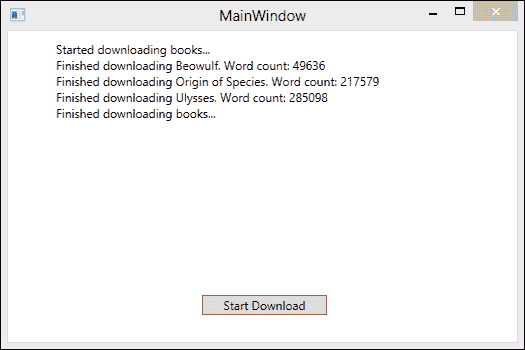 MainWindow
Started downloading books...
Finished downloading Beowulf. Word count: 49636
Finished downloading Origin of Species. Word count: 217579
Finished downloading Ulysses. Word count: 285098
Finished downloading books...
Start Download